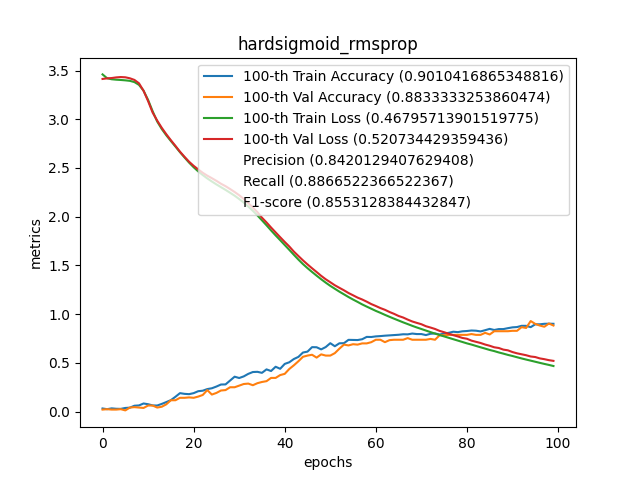 hardsigmoid_rmsprop
100-th Train Accuracy (0.9010416865348816)
100-th Val Accuracy (0.8833333253860474)
100-th Train Loss (0.46795713901519775)
100-th Val Loss (0.520734429359436)
Precision (0.8420129407629408)
Recall (0.8866522366522367)
F1-score (0.8553128384432847)
metrics
3.5
3.0
2.5
2.0
1.5
1.0
0.5
0.0
0 20 40 60 80 100
epochs